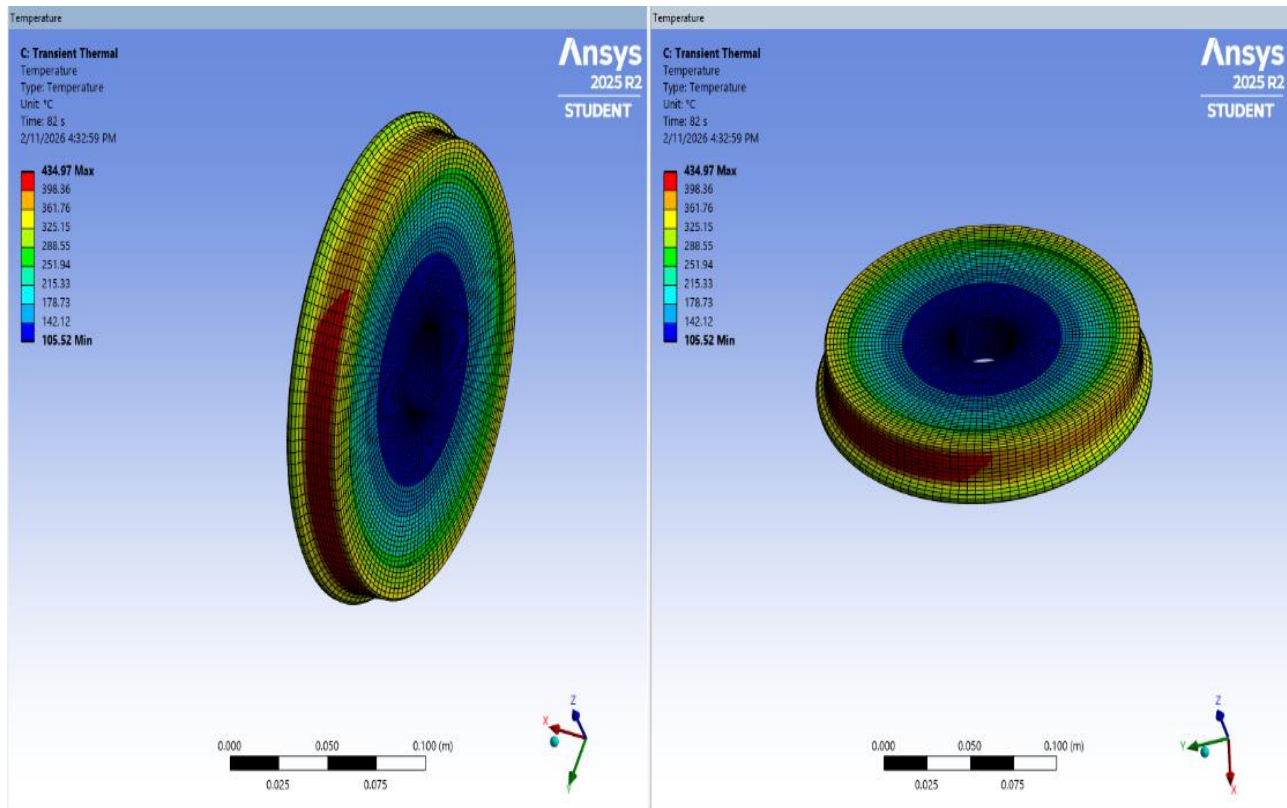 Temperature
C: Transient Thermal
Temperature
Type: Temperature
Unit: °C
Time: 82 s
2/11/2026 4:32:59 PM
434.97 Max
398.36
361.76
325.15
288.55
251.94
215.33
178.73
142.12
105.52 Min
Ansys
2025 R2
STUDENT
0.000 0.050 0.100 (m)
0.025 0.075
Z
X
Y
Temperature
C: Transient Thermal
Temperature
Type: Temperature
Unit: °C
Time: 82 s
2/11/2026 4:32:59 PM
434.97 Max
398.36
361.76
325.15
288.55
251.94
215.33
178.73
142.12
105.52 Min
Ansys
2025 R2
STUDENT
0.000 0.050 0.100 (m)
0.025 0.075
Z
Y
X